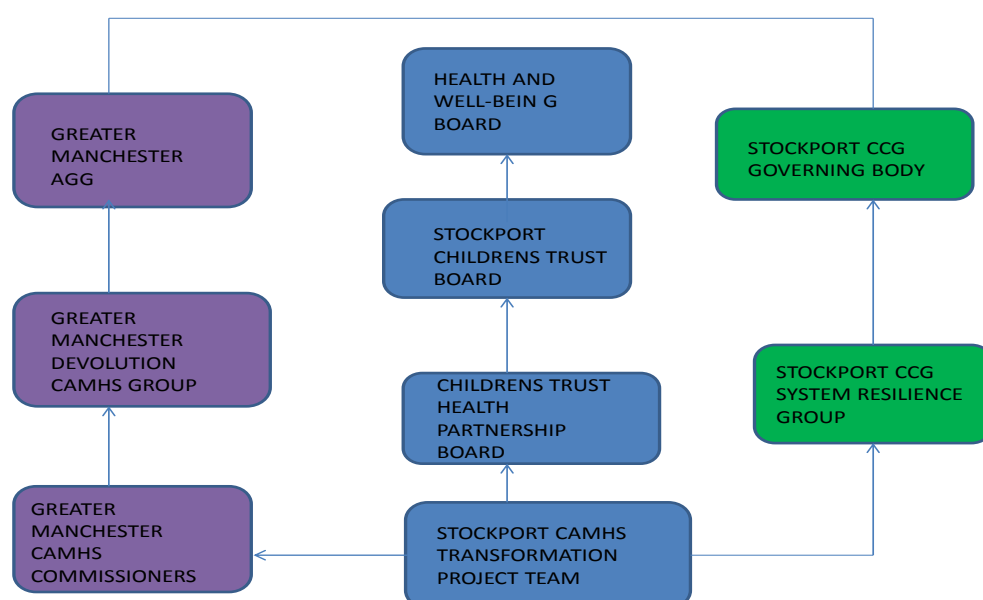 HEALTH AND
WELL-BEIN G
BOARD
GREATER
MANCHESTER
AGG
STOCKPORT CCG
GOVERNING BODY
STOCKPORT
CHILDRENS TRUST
BOARD
GREATER
MANCHESTER
DEVOLUTION
CAMHS GROUP
STOCKPORT CCG
SYSTEM RESILIENCE
GROUP
CHILDRENS TRUST
HEALTH
PARTNERSHIP
BOARD
GREATER
MANCHESTER
CAMHS
COMMISSIONERS
STOCKPORT CAMHS
TRANSFORMATION
PROJECT TEAM